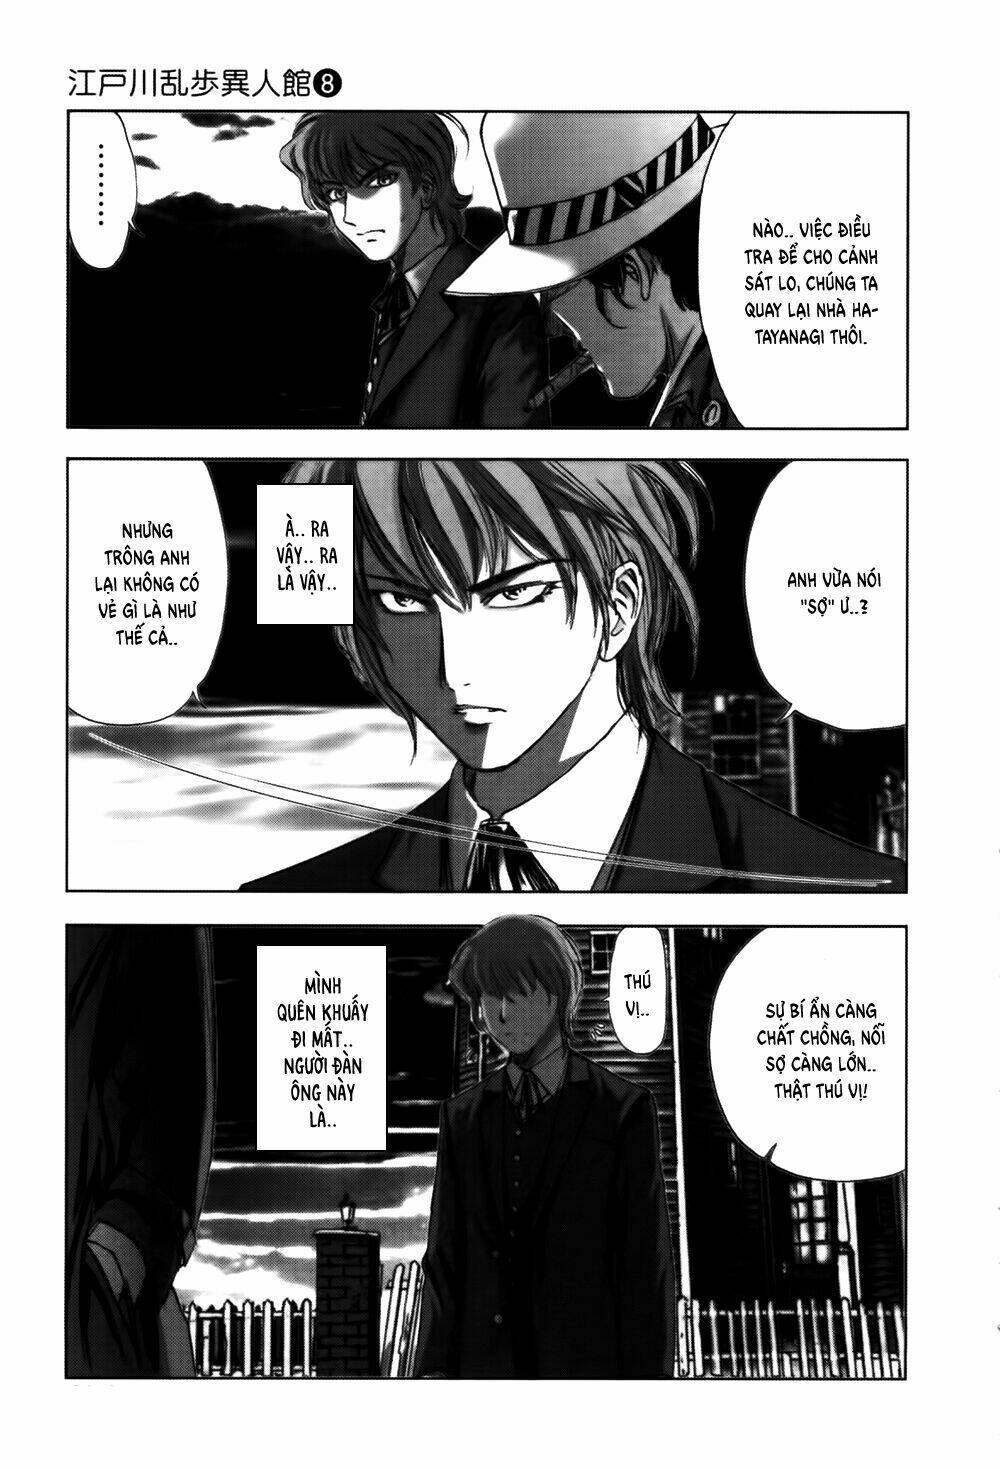 江戸川乱歩異人館❽
NÀO.. VIỆC ĐIỀU
TRA ĐỂ CHO CẢNH
SÁT LO, CHÚNG TA
QUAY LẠI NHÀ HA-
TAYANAGI THÔI.
.........
ANH VỪA NÓI
"SỢ" Ư..?
À.. RA
VẬY.. RA
LÀ VẬY..
NHƯNG
TRÔNG ANH
LẠI KHÔNG CÓ
VẺ GÌ LÀ NHƯ
THẾ CẢ..
SỰ BÍ ẨN CÀNG
CHẤT CHỒNG, NỖI
SỢ CÀNG LỚN..
THẬT THÚ VỊ!
THÚ
VỊ..
MÌNH
QUÊN KHUẤY
ĐI MẤT..
NGƯỜI ĐÀN
ÔNG NÀY
LÀ..